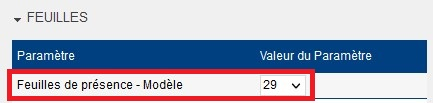 FEUILLES
Paramètre Valeur du Paramètre
Feuilles de présence - Modèle 29